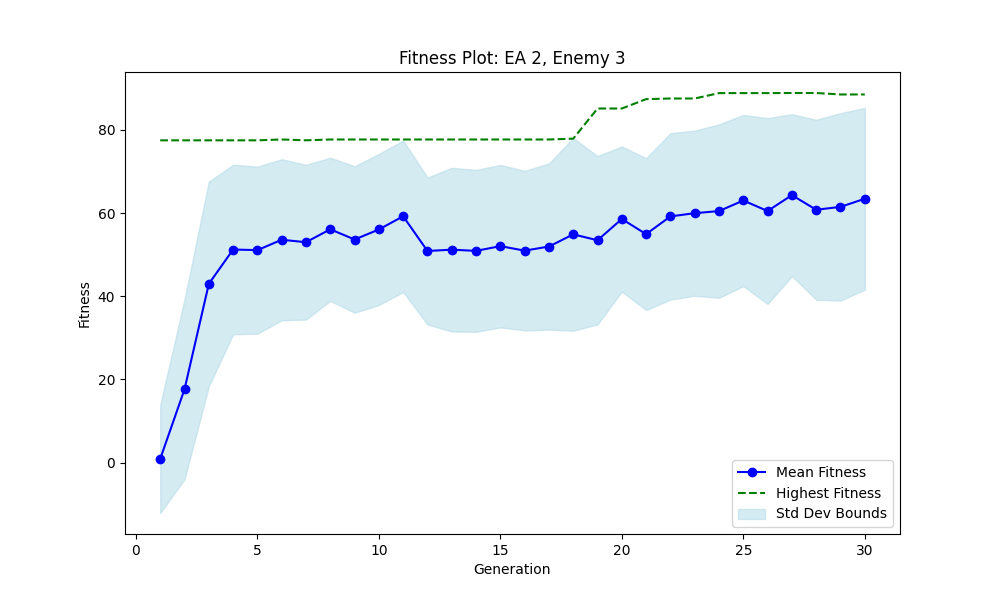 Fitness Plot: EA 2, Enemy 3
Fitness
80
60
40
20
0
Mean Fitness
Highest Fitness
Std Dev Bounds
0 5 10 15 20 25 30
Generation